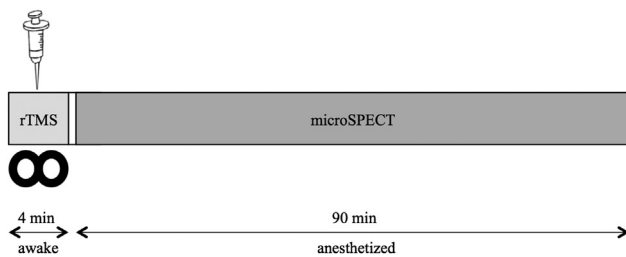 rTMS
microSPECT
4 min
90 min
awake
anesthetized